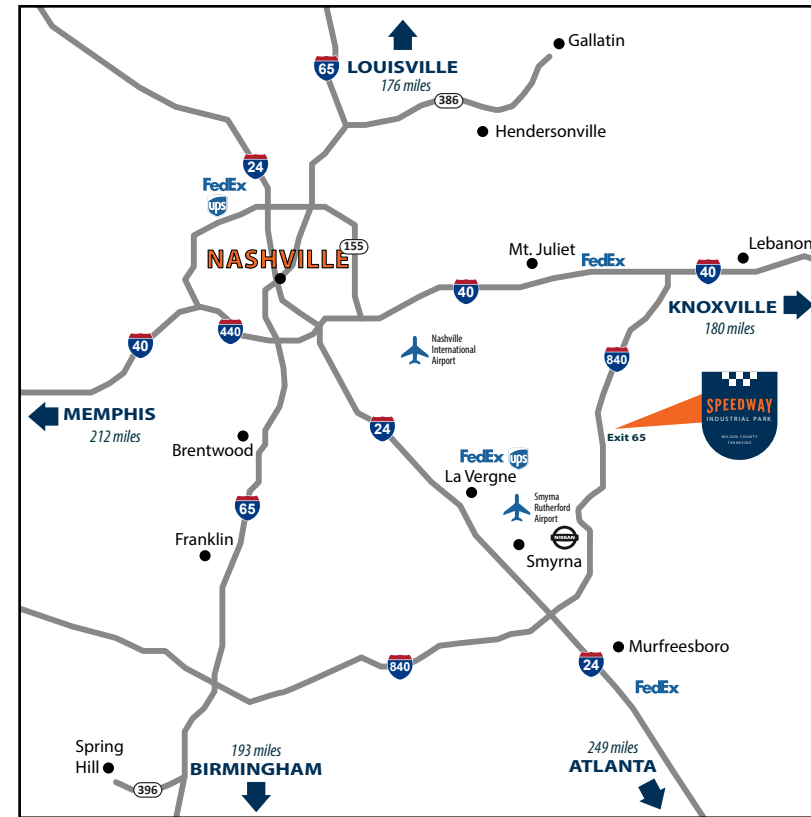 Gallatin
65
LOUISVILLE
176 miles
386
Hendersonville
24
FedEx
ups
155
NASHVILLE
Mt. Juliet
FedEx
Lebanon
40
40
KNOXVILLE
180 miles
440
40
Nashville
International
Airport
840
SPEEDWAY
INDUSTRIAL PARK
WILSON COUNTY
TENNESSEE
Exit 65
MEMPHIS
212 miles
24
Brentwood
FedEx
ups
La Vergne
65
Smyrna
Rutherford
Airport
NISSAN
Franklin
Smyrna
Murfreesboro
840
24
FedEx
Spring
Hill
396
193 miles
BIRMINGHAM
249 miles
ATLANTA